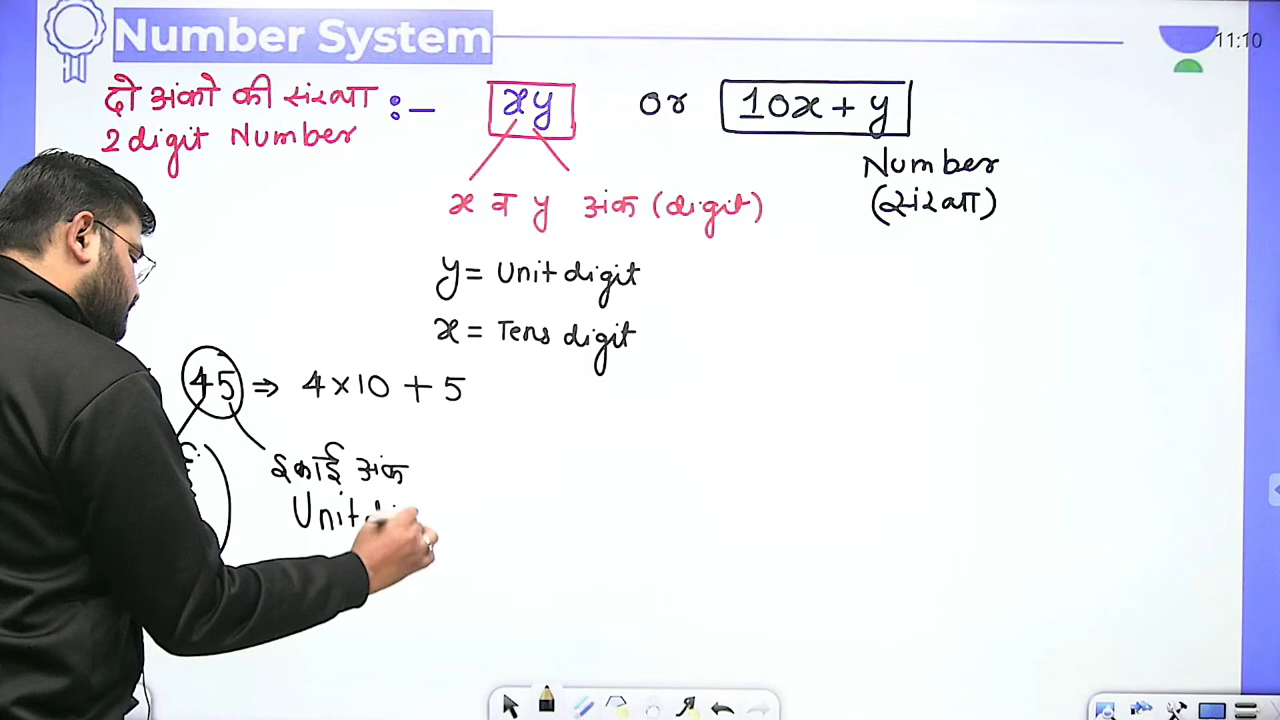 Number System
11:10
दो अंको की संख्या :- xy or 10x + y
2 digit Number
Number
(संख्या)
x व y अंक (digit)
y = Unit digit
x = Tens digit
45 ⇒ 4 × 10 + 5
इकाई अंक
Unit